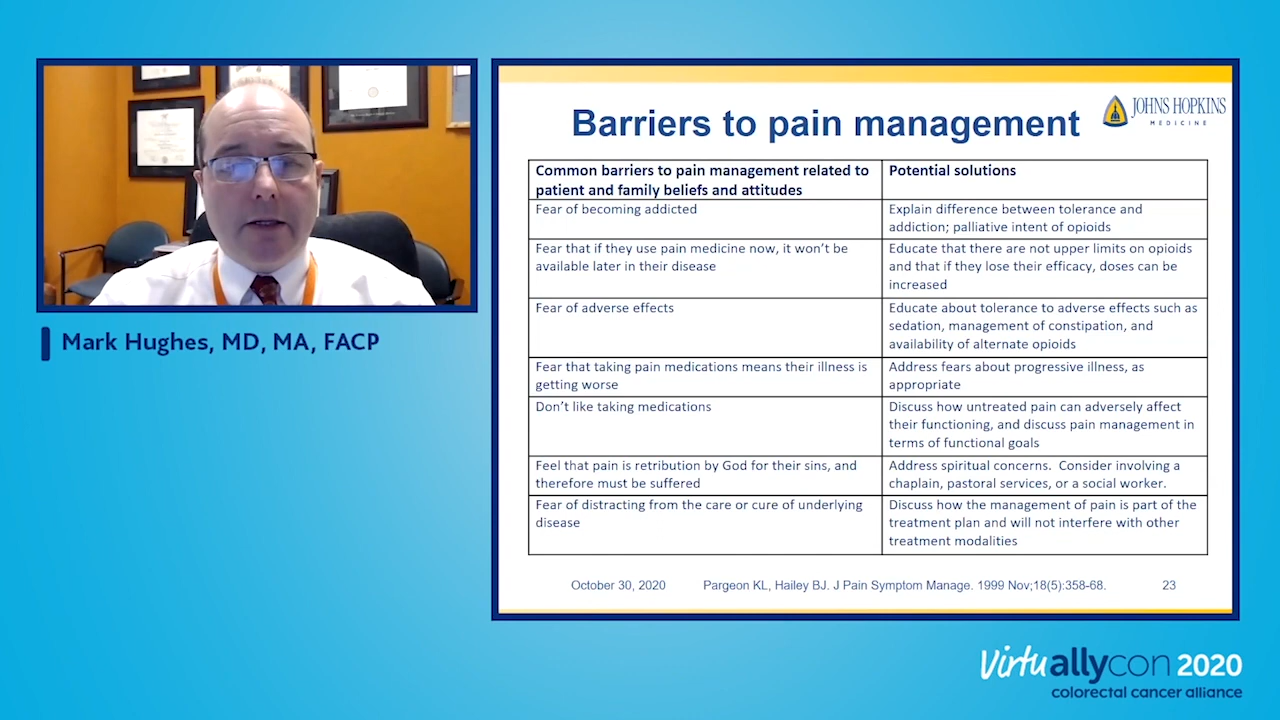 Mark Hughes, MD, MA, FACP
Barriers to pain management
JOHNS HOPKINS
MEDICINE
Common barriers to pain management related to
patient and family beliefs and attitudes
Potential solutions
Fear of becoming addicted
Explain difference between tolerance and
addiction; palliative intent of opioids
Fear that if they use pain medicine now, it won’t be
available later in their disease
Educate that there are not upper limits on opioids
and that if they lose their efficacy, doses can be
increased
Fear of adverse effects
Educate about tolerance to adverse effects such as
sedation, management of constipation, and
availability of alternate opioids
Fear that taking pain medications means their illness is
getting worse
Address fears about progressive illness, as
appropriate
Don’t like taking medications
Discuss how untreated pain can adversely affect
their functioning, and discuss pain management in
terms of functional goals
Feel that pain is retribution by God for their sins, and
therefore must be suffered
Address spiritual concerns.  Consider involving a
chaplain, pastoral services, or a social worker.
Fear of distracting from the care or cure of underlying
disease
Discuss how the management of pain is part of the
treatment plan and will not interfere with other
treatment modalities
October 30, 2020
Pargeon KL, Hailey BJ. J Pain Symptom Manage. 1999 Nov;18(5):358-68.
23
Virtuallycon 2020
colorectal cancer alliance